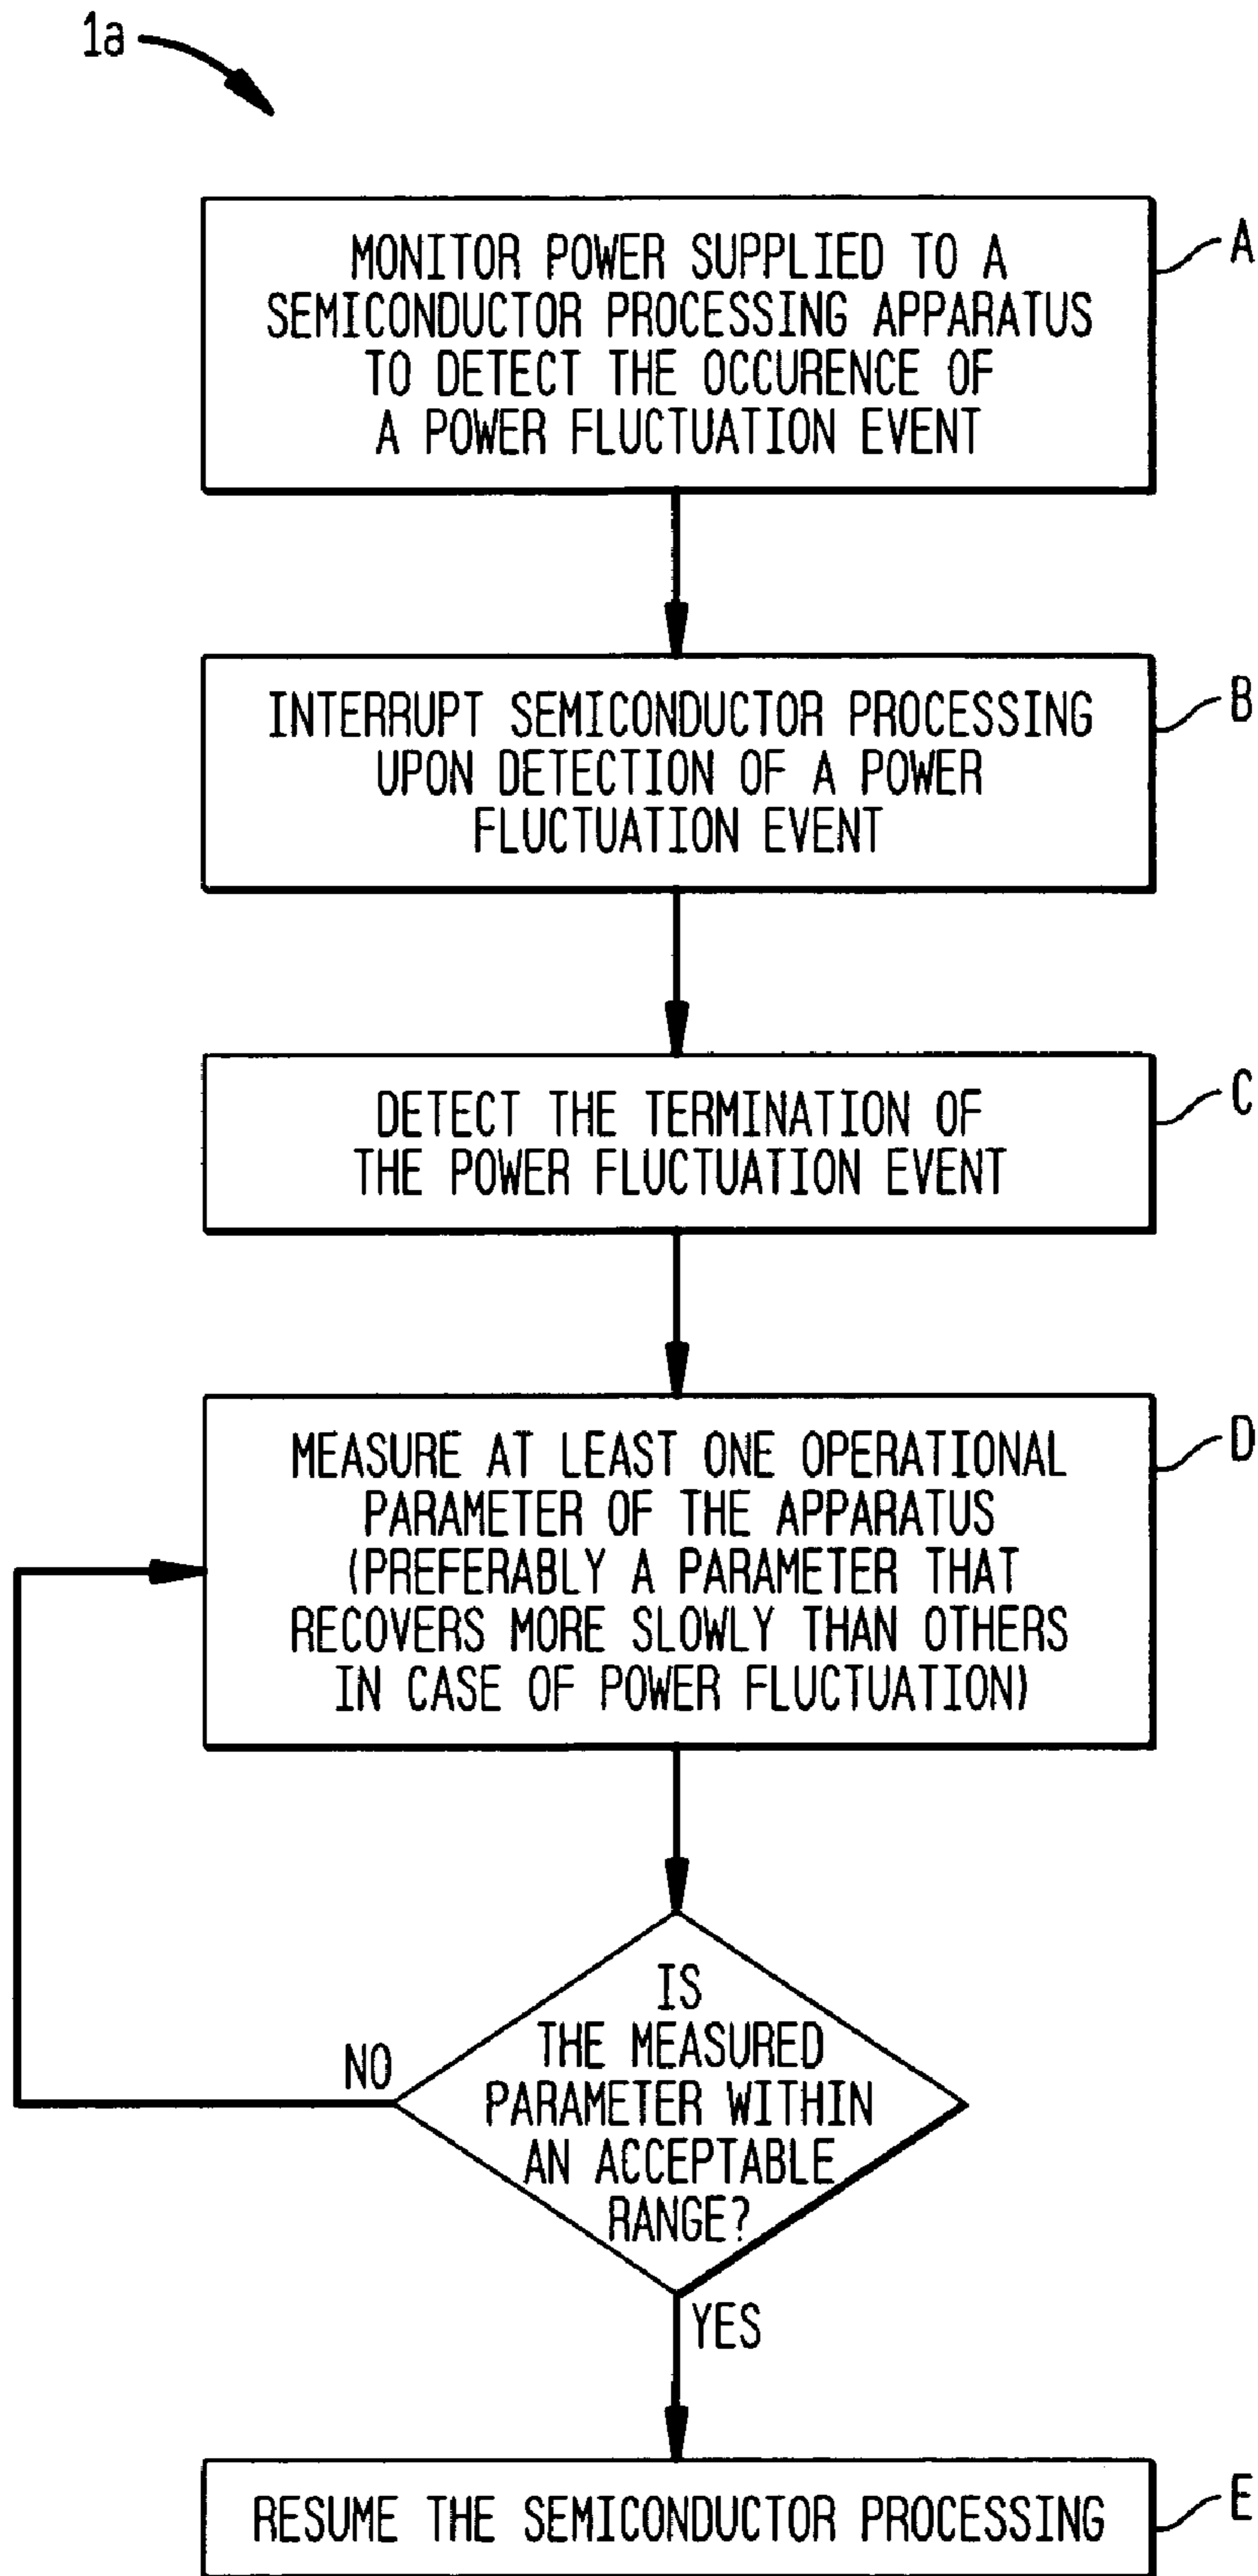 1a
MONITOR POWER SUPPLIED TO A
SEMICONDUCTOR PROCESSING APPARATUS
TO DETECT THE OCCURENCE OF
A POWER FLUCTUATION EVENT
A
INTERRUPT SEMICONDUCTOR PROCESSING
UPON DETECTION OF A POWER
FLUCTUATION EVENT
B
DETECT THE TERMINATION OF
THE POWER FLUCTUATION EVENT
C
MEASURE AT LEAST ONE OPERATIONAL
PARAMETER OF THE APPARATUS
(PREFERABLY A PARAMETER THAT
RECOVERS MORE SLOWLY THAN OTHERS
IN CASE OF POWER FLUCTUATION)
D
IS
THE MEASURED
PARAMETER WITHIN
AN ACCEPTABLE
RANGE?
NO
YES
RESUME THE SEMICONDUCTOR PROCESSING
E